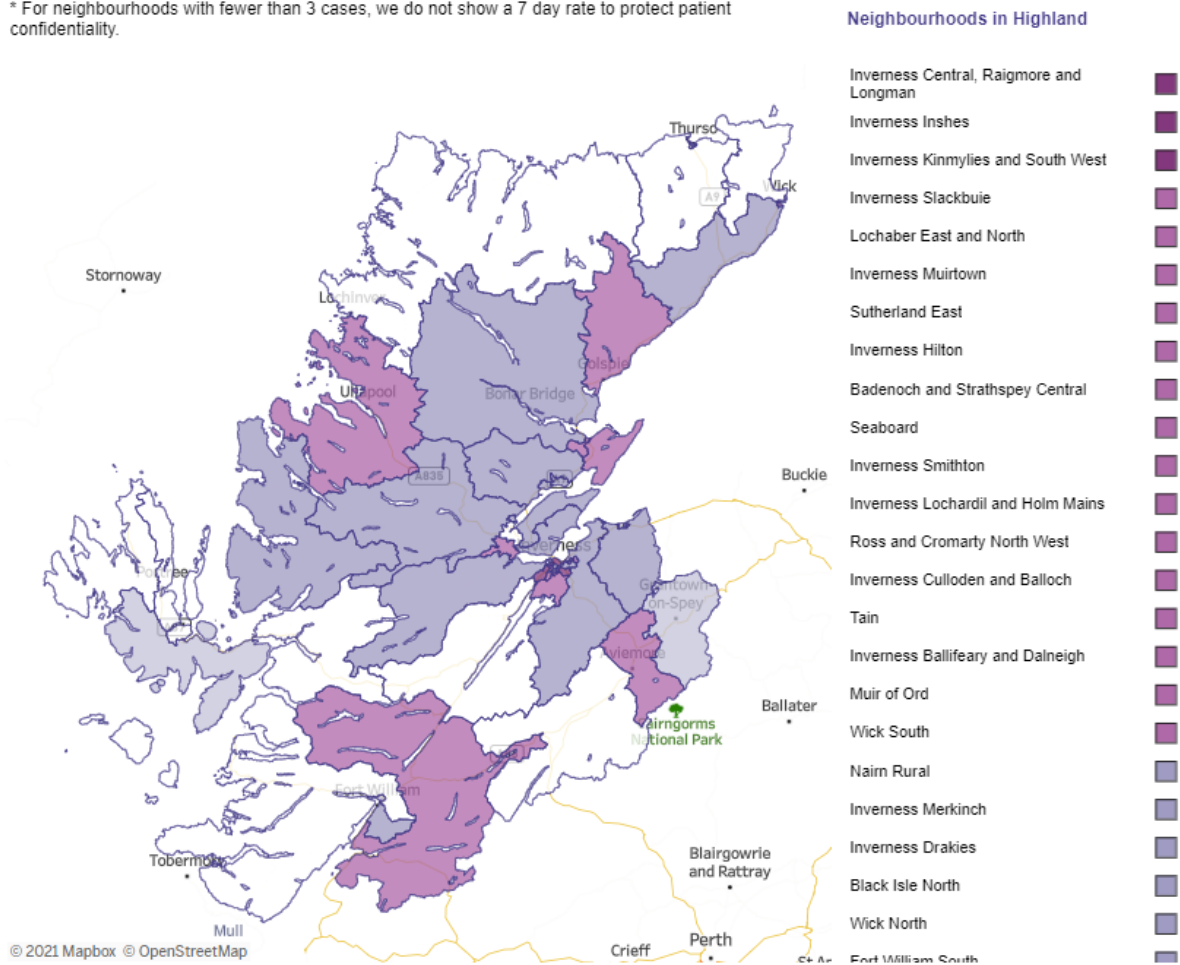 * For neighbourhoods with fewer than 3 cases, we do not show a 7 day rate to protect patient
confidentiality.
Neighbourhoods in Highland
Inverness Central, Raigmore and
Longman
Inverness Inshes
Inverness Kinmylies and South West
Inverness Slackbuie
Lochaber East and North
Inverness Muirtown
Sutherland East
Inverness Hilton
Badenoch and Strathspey Central
Seaboard
Inverness Smithton
Inverness Lochardil and Holm Mains
Ross and Cromarty North West
Inverness Culloden and Balloch
Tain
Inverness Ballifeary and Dalneigh
Muir of Ord
Wick South
Nairn Rural
Inverness Merkinch
Inverness Drakies
Black Isle North
Wick North
Fort William South
Thurso
A9
Wick
Stornoway
Lochinver
Golspie
Ullapool
Bonar Bridge
A835
Buckie
Inverness
Portree
Grantown-
on-Spey
Aviemore
Ballater
Cairngorms
National Park
Fort William
Tobermory
Blairgowrie
and Rattray
Mull
Perth
Crieff
St Ar
© 2021 Mapbox © OpenStreetMap